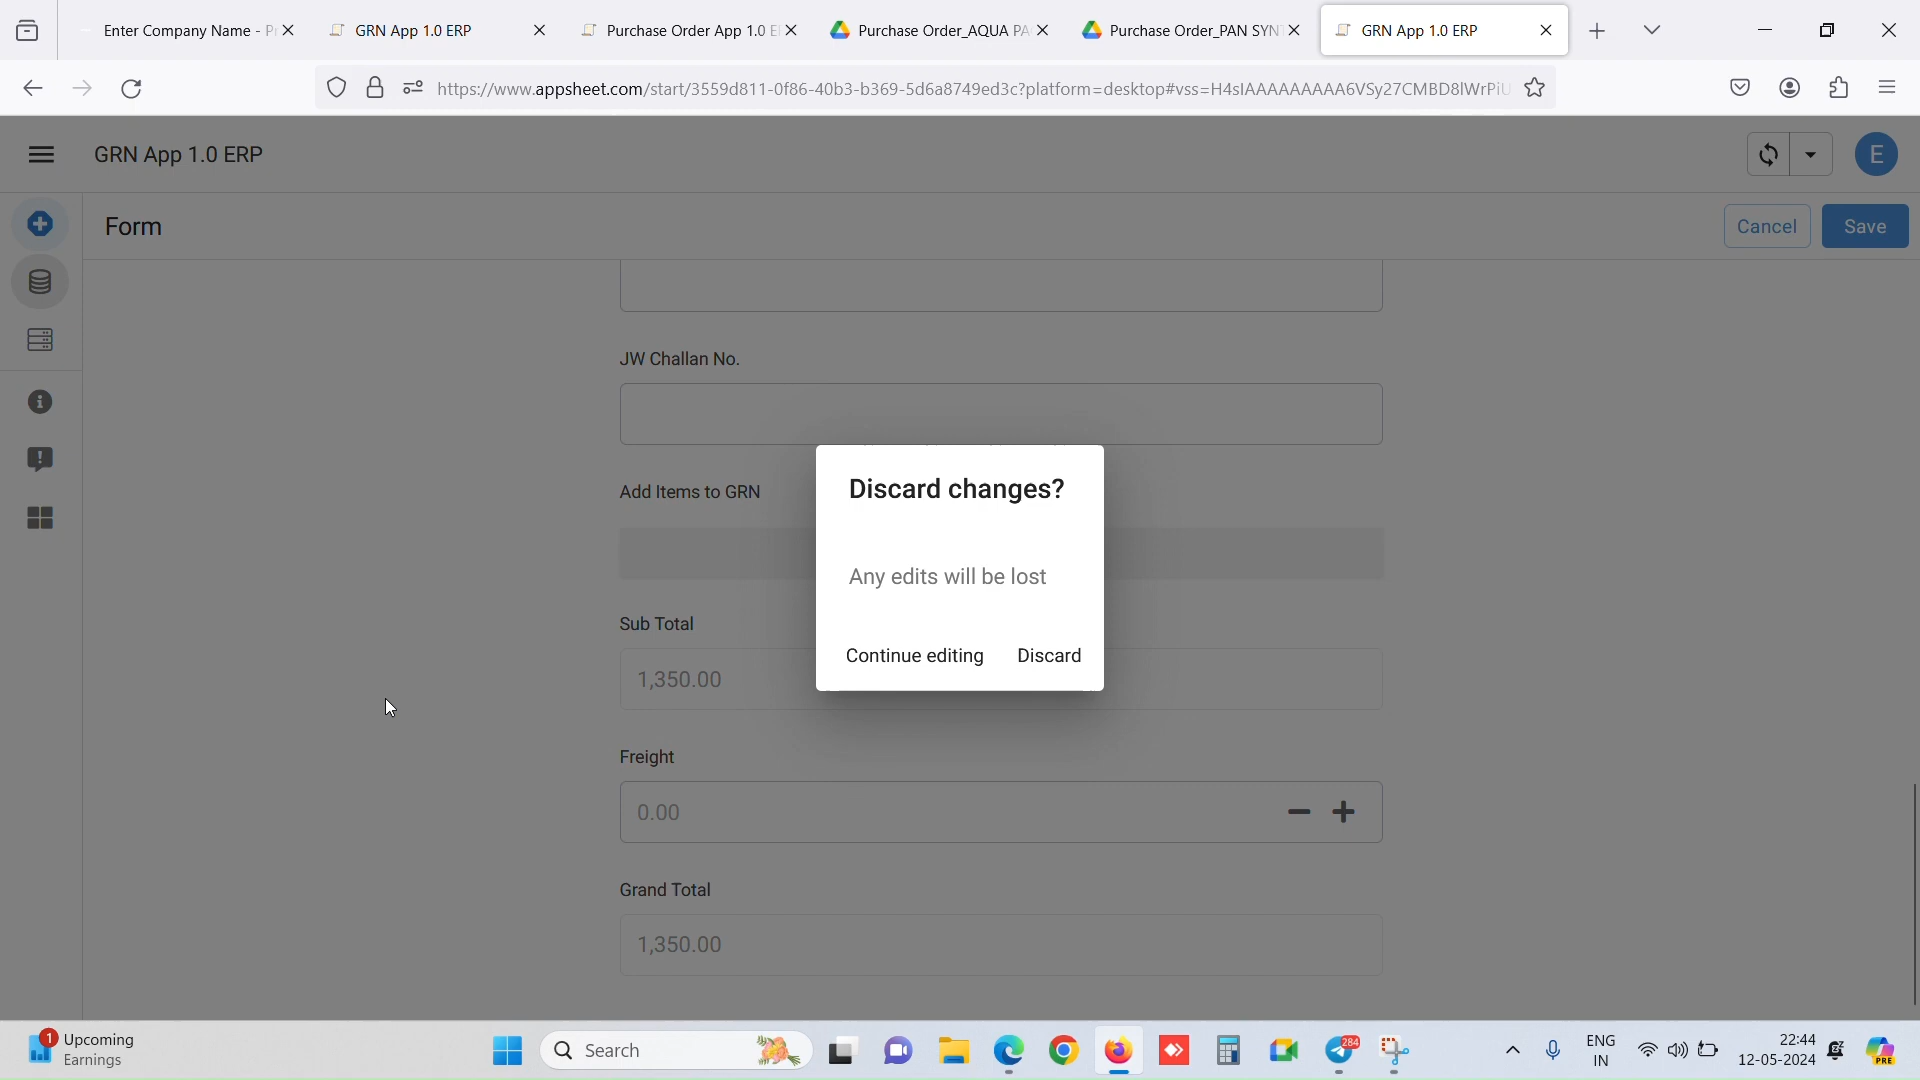 Enter Company Name - P
GRN App 1.0 ERP
Purchase Order App 1.0 E
Purchase Order_AQUA PA
Purchase Order_PAN SYN
GRN App 1.0 ERP
https://www.appsheet.com/start/3559d811-0f86-40b3-b369-5d6a8749ed3c?platform=desktop#vss=H4sIAAAAAAAAA6VSy27CMBD8lWrPiU
GRN App 1.0 ERP
E
Form
Cancel
Save
JW Challan No.
Add Items to GRN
Discard changes?
Any edits will be lost
Continue editing
Discard
Sub Total
1,350.00
Freight
0.00
Grand Total
1,350.00
1
Upcoming
Earnings
Search
284
ENG
IN
22:44
12-05-2024
PRE